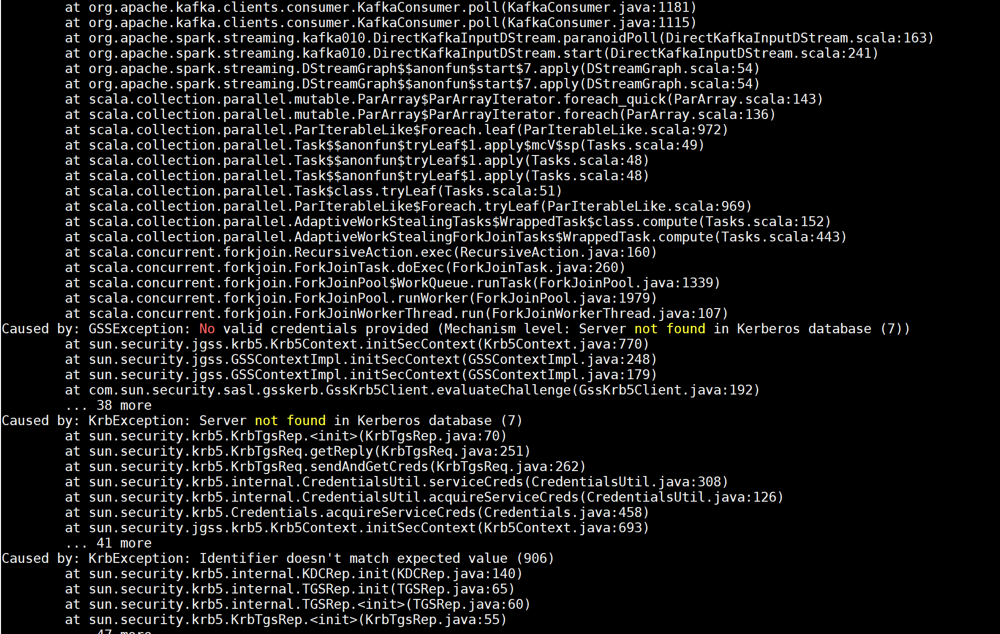 at org.apache.kafka.clients.consumer.KafkaConsumer.poll(KafkaConsumer.java:1181)
at org.apache.kafka.clients.consumer.KafkaConsumer.poll(KafkaConsumer.java:1115)
at org.apache.spark.streaming.kafka010.DirectKafkaInputDStream.paranoidPoll(DirectKafkaInputDStream.scala:163)
at org.apache.spark.streaming.kafka010.DirectKafkaInputDStream.start(DirectKafkaInputDStream.scala:241)
at org.apache.spark.streaming.DStreamGraph$$anonfun$start$7.apply(DStreamGraph.scala:54)
at org.apache.spark.streaming.DStreamGraph$$anonfun$start$7.apply(DStreamGraph.scala:54)
at scala.collection.parallel.mutable.ParArray$ParArrayIterator.foreach_quick(ParArray.scala:143)
at scala.collection.parallel.mutable.ParArray$ParArrayIterator.foreach(ParArray.scala:136)
at scala.collection.parallel.ParIterableLike$Foreach.leaf(ParIterableLike.scala:972)
at scala.collection.parallel.Task$$anonfun$tryLeaf$1.apply$mcV$sp(Tasks.scala:49)
at scala.collection.parallel.Task$$anonfun$tryLeaf$1.apply(Tasks.scala:48)
at scala.collection.parallel.Task$$anonfun$tryLeaf$1.apply(Tasks.scala:48)
at scala.collection.parallel.Task$class.tryLeaf(Tasks.scala:51)
at scala.collection.parallel.ParIterableLike$Foreach.tryLeaf(ParIterableLike.scala:969)
at scala.collection.parallel.AdaptiveWorkStealingTasks$WrappedTask$class.compute(Tasks.scala:152)
at scala.collection.parallel.AdaptiveWorkStealingForkJoinTasks$WrappedTask.compute(Tasks.scala:443)
at scala.concurrent.forkjoin.RecursiveAction.exec(RecursiveAction.java:160)
at scala.concurrent.forkjoin.ForkJoinTask.doExec(ForkJoinTask.java:260)
at scala.concurrent.forkjoin.ForkJoinPool$WorkQueue.runTask(ForkJoinPool.java:1339)
at scala.concurrent.forkjoin.ForkJoinPool.runWorker(ForkJoinPool.java:1979)
at scala.concurrent.forkjoin.ForkJoinWorkerThread.run(ForkJoinWorkerThread.java:107)
Caused by: GSSException: No valid credentials provided (Mechanism level: Server not found in Kerberos database (7))
at sun.security.jgss.krb5.Krb5Context.initSecContext(Krb5Context.java:770)
at sun.security.jgss.GSSContextImpl.initSecContext(GSSContextImpl.java:248)
at sun.security.jgss.GSSContextImpl.initSecContext(GSSContextImpl.java:179)
at com.sun.security.sasl.gsskerb.GssKrb5Client.evaluateChallenge(GssKrb5Client.java:192)
... 38 more
Caused by: KrbException: Server not found in Kerberos database (7)
at sun.security.krb5.KrbTgsRep.<init>(KrbTgsRep.java:70)
at sun.security.krb5.KrbTgsReq.getReply(KrbTgsReq.java:251)
at sun.security.krb5.KrbTgsReq.sendAndGetCreds(KrbTgsReq.java:262)
at sun.security.krb5.internal.CredentialsUtil.serviceCreds(CredentialsUtil.java:308)
at sun.security.krb5.internal.CredentialsUtil.acquireServiceCreds(CredentialsUtil.java:126)
at sun.security.krb5.Credentials.acquireServiceCreds(Credentials.java:458)
at sun.security.jgss.krb5.Krb5Context.initSecContext(Krb5Context.java:693)
... 41 more
Caused by: KrbException: Identifier doesn't match expected value (906)
at sun.security.krb5.internal.KDCRep.init(KDCRep.java:140)
at sun.security.krb5.internal.TGSRep.init(TGSRep.java:65)
at sun.security.krb5.internal.TGSRep.<init>(TGSRep.java:60)
at sun.security.krb5.KrbTgsRep.<init>(KrbTgsRep.java:55)
47 more